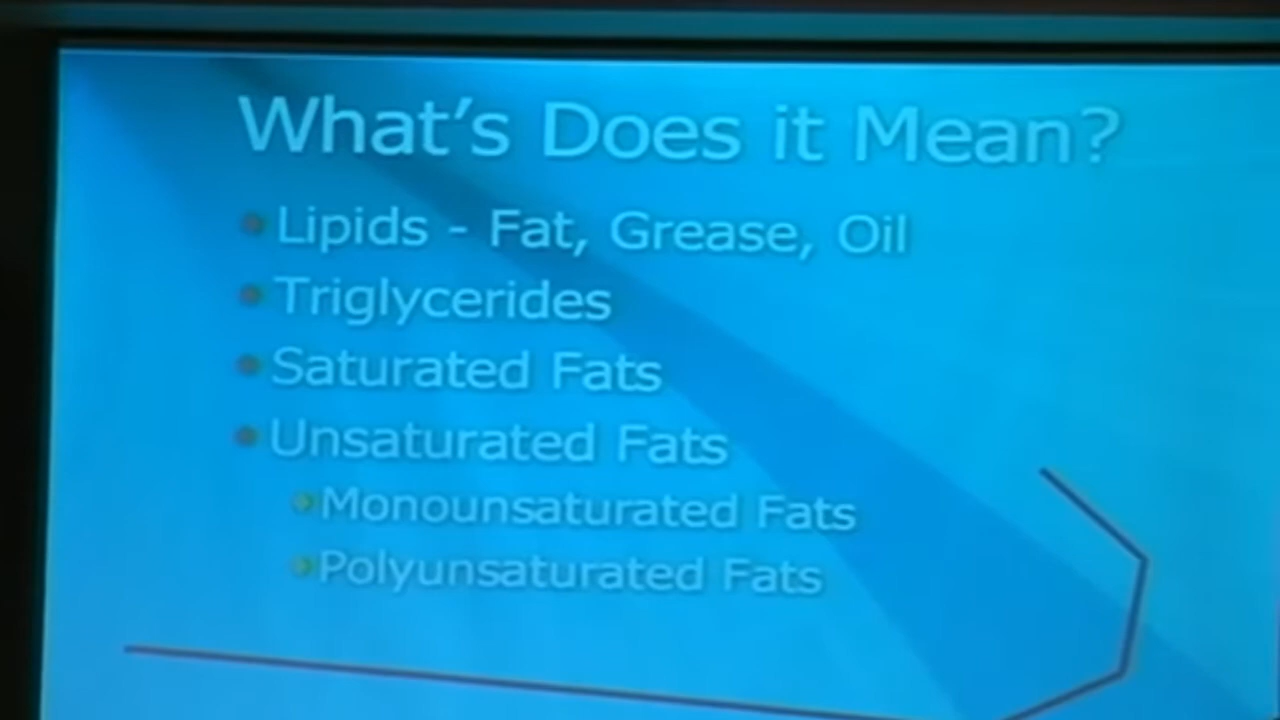 What's Does it Mean?
Lipids - Fat, Grease, Oil
Triglycerides
Saturated Fats
Unsaturated Fats
Monounsaturated Fats
Polyunsaturated Fats